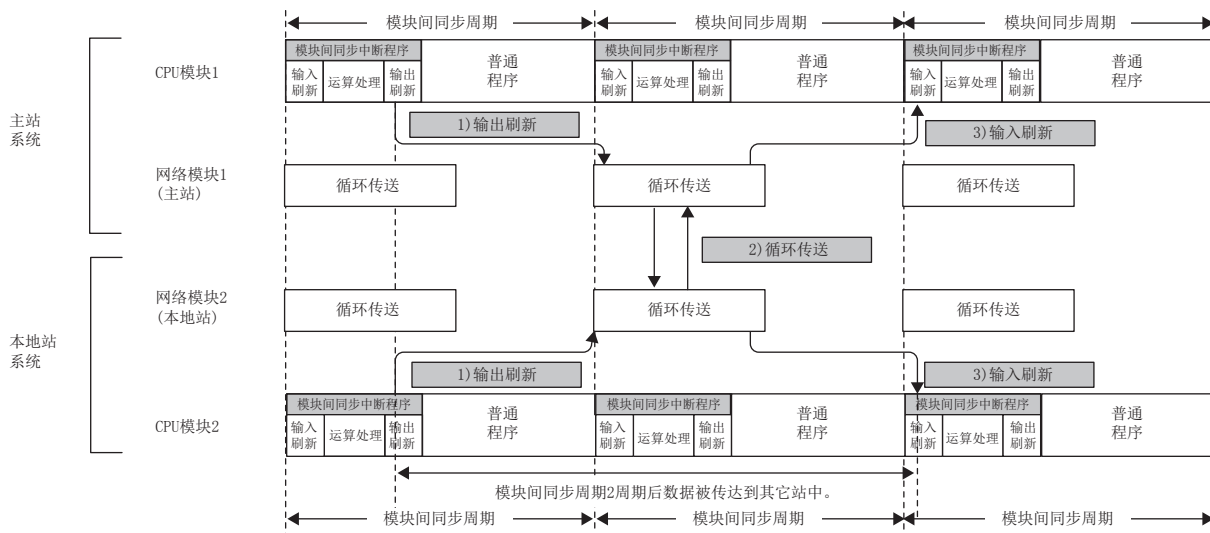 模块间同步周期 模块间同步周期 模块间同步周期
模块间同步中断程序 模块间同步中断程序 模块间同步中断程序
CPU模块1
输入刷新 运算处理 输出刷新 普通程序 输入刷新 运算处理 输出刷新 普通程序 输入刷新 运算处理 输出刷新 普通程序
主站系统
1)输出刷新 3)输入刷新
网络模块1
(主站)
循环传送 循环传送 循环传送
2)循环传送
网络模块2
(本地站)
循环传送 循环传送 循环传送
本地站系统
1)输出刷新 3)输入刷新
模块间同步中断程序 模块间同步中断程序 模块间同步中断程序
CPU模块2
输入刷新 运算处理 输出刷新 普通程序 输入刷新 运算处理 输出刷新 普通程序 输入刷新 运算处理 输出刷新 普通程序
模块间同步周期2周期后数据被传达到其它站中。
模块间同步周期 模块间同步周期 模块间同步周期